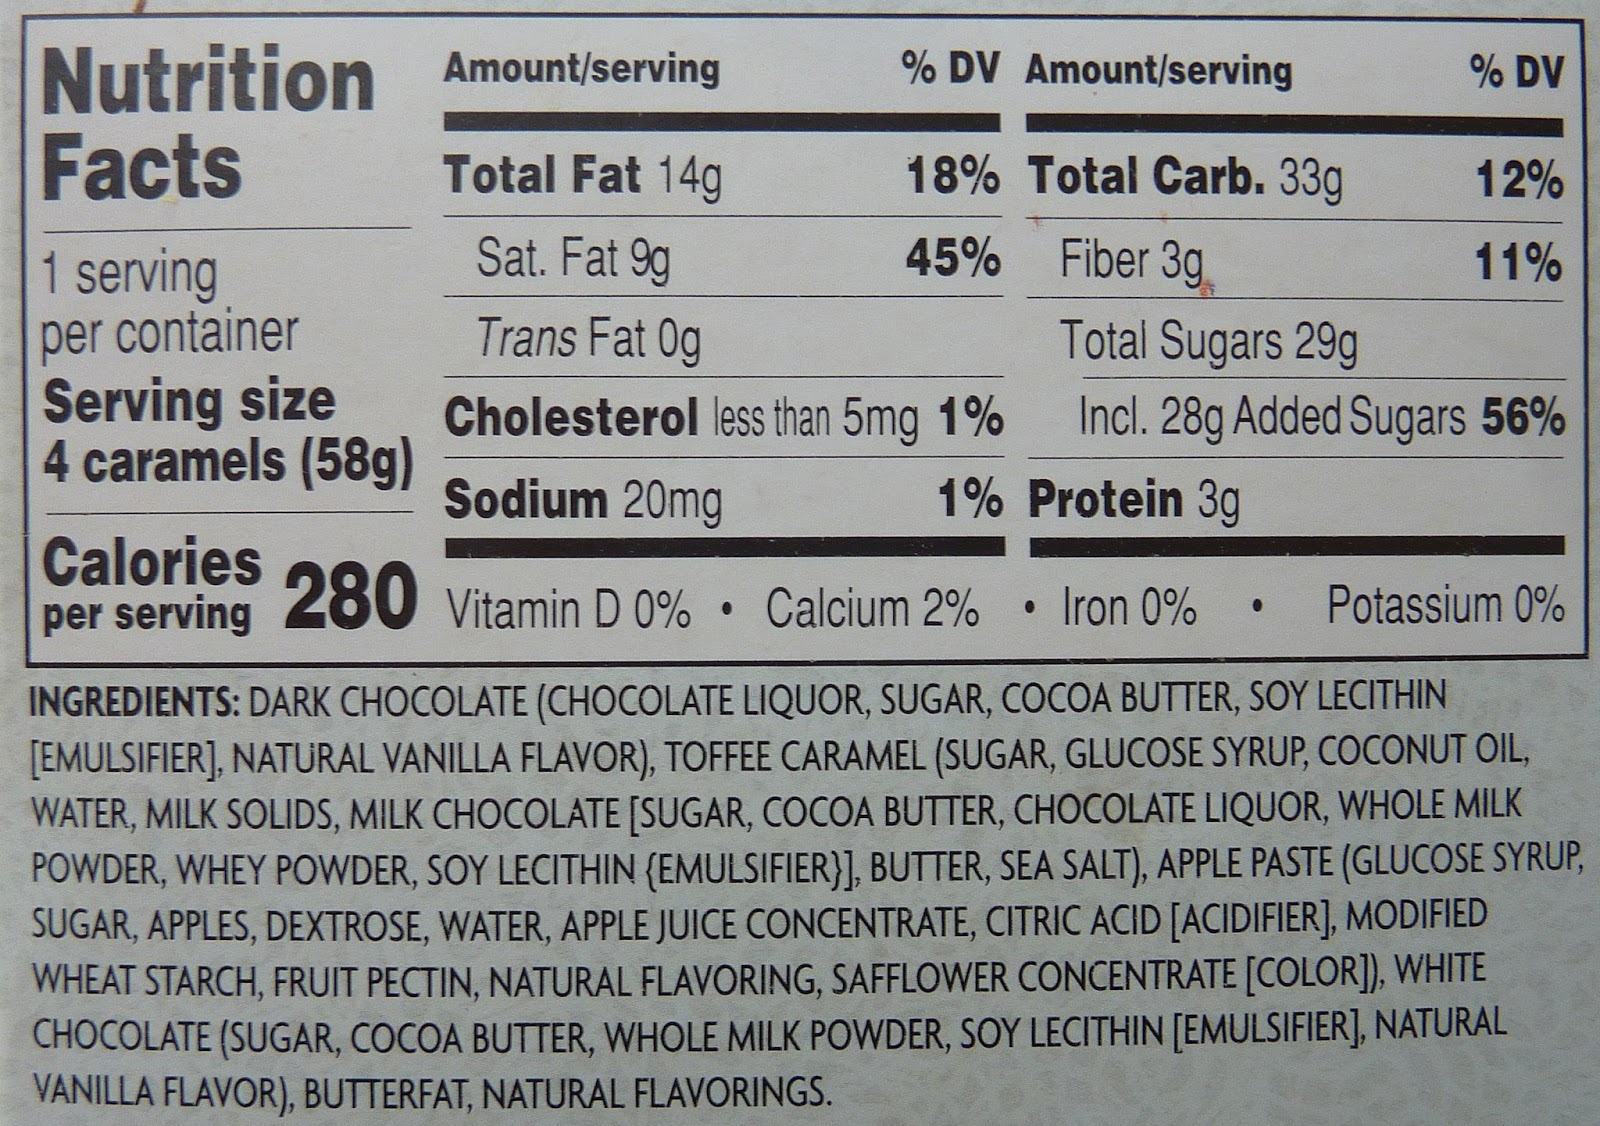 Nutrition
Facts
1 serving
per container
Serving size
4 caramels (58g)
Calories
per serving 280
Amount/serving % DV
Total Fat 14g 18%
Sat. Fat 9g 45%
Trans Fat 0g
Cholesterol less than 5mg 1%
Sodium 20mg 1%
Amount/serving % DV
Total Carb. 33g 12%
Fiber 3g 11%
Total Sugars 29g
Incl. 28g Added Sugars 56%
Protein 3g
Vitamin D 0% • Calcium 2% • Iron 0% • Potassium 0%
INGREDIENTS: DARK CHOCOLATE (CHOCOLATE LIQUOR, SUGAR, COCOA BUTTER, SOY LECITHIN
[EMULSIFIER], NATURAL VANILLA FLAVOR), TOFFEE CARAMEL (SUGAR, GLUCOSE SYRUP, COCONUT OIL,
WATER, MILK SOLIDS, MILK CHOCOLATE [SUGAR, COCOA BUTTER, CHOCOLATE LIQUOR, WHOLE MILK
POWDER, WHEY POWDER, SOY LECITHIN {EMULSIFIER}], BUTTER, SEA SALT), APPLE PASTE (GLUCOSE SYRUP,
SUGAR, APPLES, DEXTROSE, WATER, APPLE JUICE CONCENTRATE, CITRIC ACID [ACIDIFIER], MODIFIED
WHEAT STARCH, FRUIT PECTIN, NATURAL FLAVORING, SAFFLOWER CONCENTRATE [COLOR]), WHITE
CHOCOLATE (SUGAR, COCOA BUTTER, WHOLE MILK POWDER, SOY LECITHIN [EMULSIFIER], NATURAL
VANILLA FLAVOR), BUTTERFAT, NATURAL FLAVORINGS.